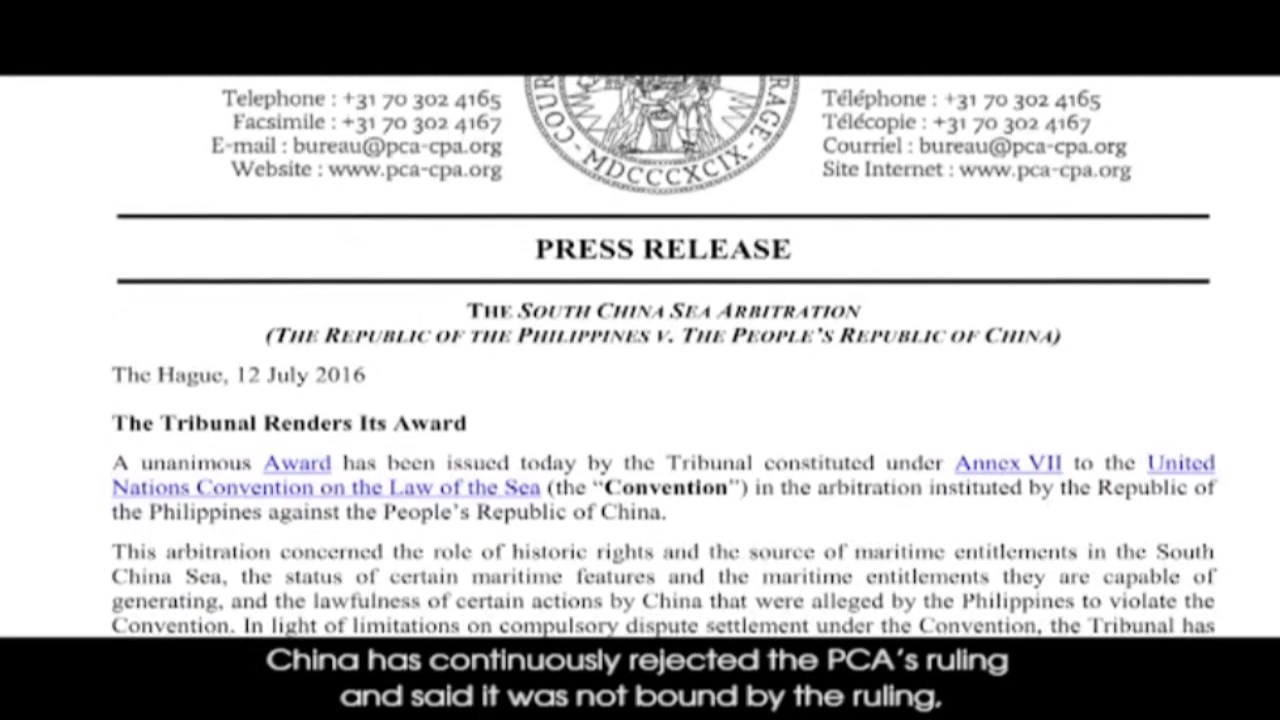 Telephone : +31 70 302 4165
Facsimile : +31 70 302 4167
E-mail : bureau@pca-cpa.org
Website : www.pca-cpa.org
COUR
RAGE
- MDCCCXCIX -
Téléphone : +31 70 302 4165
Télécopie : +31 70 302 4167
Courriel : bureau@pca-cpa.org
Site Internet : www.pca-cpa.org
PRESS RELEASE
THE SOUTH CHINA SEA ARBITRATION
(THE REPUBLIC OF THE PHILIPPINES V. THE PEOPLE'S REPUBLIC OF CHINA)
The Hague, 12 July 2016
The Tribunal Renders Its Award
A unanimous Award has been issued today by the Tribunal constituted under Annex VII to the United
Nations Convention on the Law of the Sea (the “Convention”) in the arbitration instituted by the Republic of
the Philippines against the People's Republic of China.
This arbitration concerned the role of historic rights and the source of maritime entitlements in the South
China Sea, the status of certain maritime features and the maritime entitlements they are capable of
generating, and the lawfulness of certain actions by China that were alleged by the Philippines to violate the
Convention. In light of limitations on compulsory dispute settlement under the Convention, the Tribunal has
China has continuously rejected the PCA's ruling
and said it was not bound by the ruling,